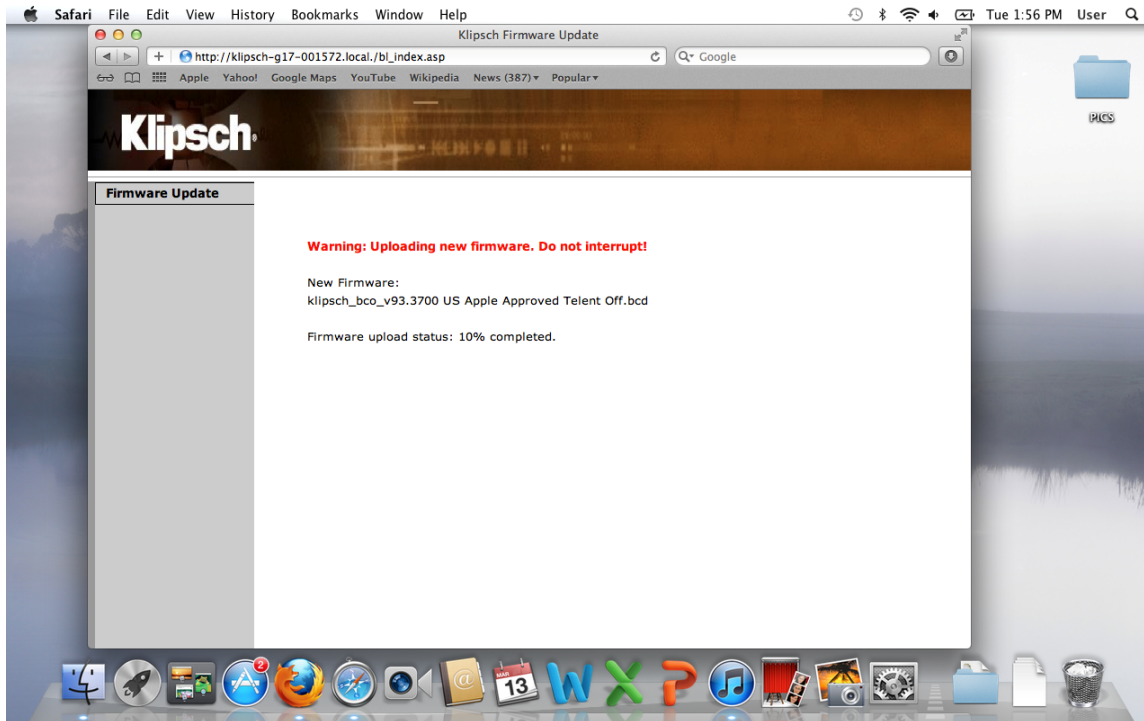 Safari File Edit View History Bookmarks Window Help Tue 1:56 PM User
Klipsch Firmware Update
http://klipsch-g17-001572.local./bl_index.asp Google
Apple Yahoo! Google Maps YouTube Wikipedia News (387) Popular
Klipsch
PICS
Firmware Update
Warning: Uploading new firmware. Do not interrupt!
New Firmware:
klipsch_bco_v93.3700 US Apple Approved Telent Off.bcd
Firmware upload status: 10% completed.
2
MAR
13